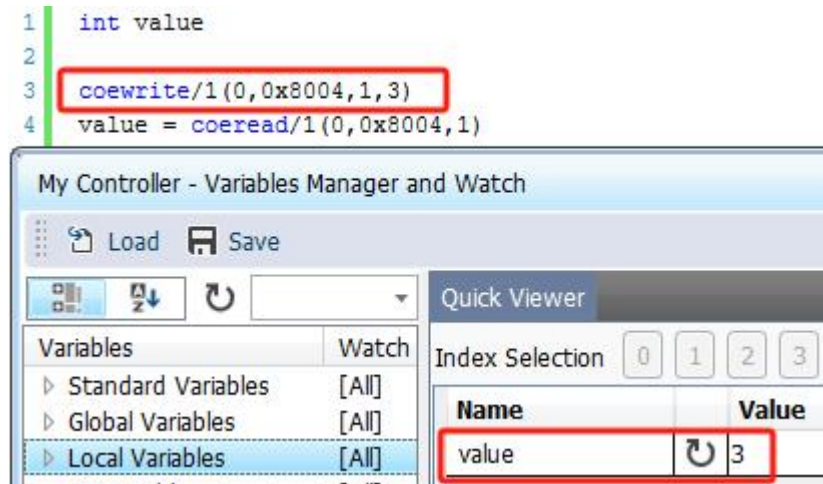 1 int value
2
3 coewrite/1(0,0x8004,1,3)
4 value = coeread/1(0,0x8004,1)
My Controller - Variables Manager and Watch
Load Save
Quick Viewer
Variables Watch
Index Selection 0 1 2 3
Standard Variables [All]
Name Value
Global Variables [All]
Local Variables [All]
value 3